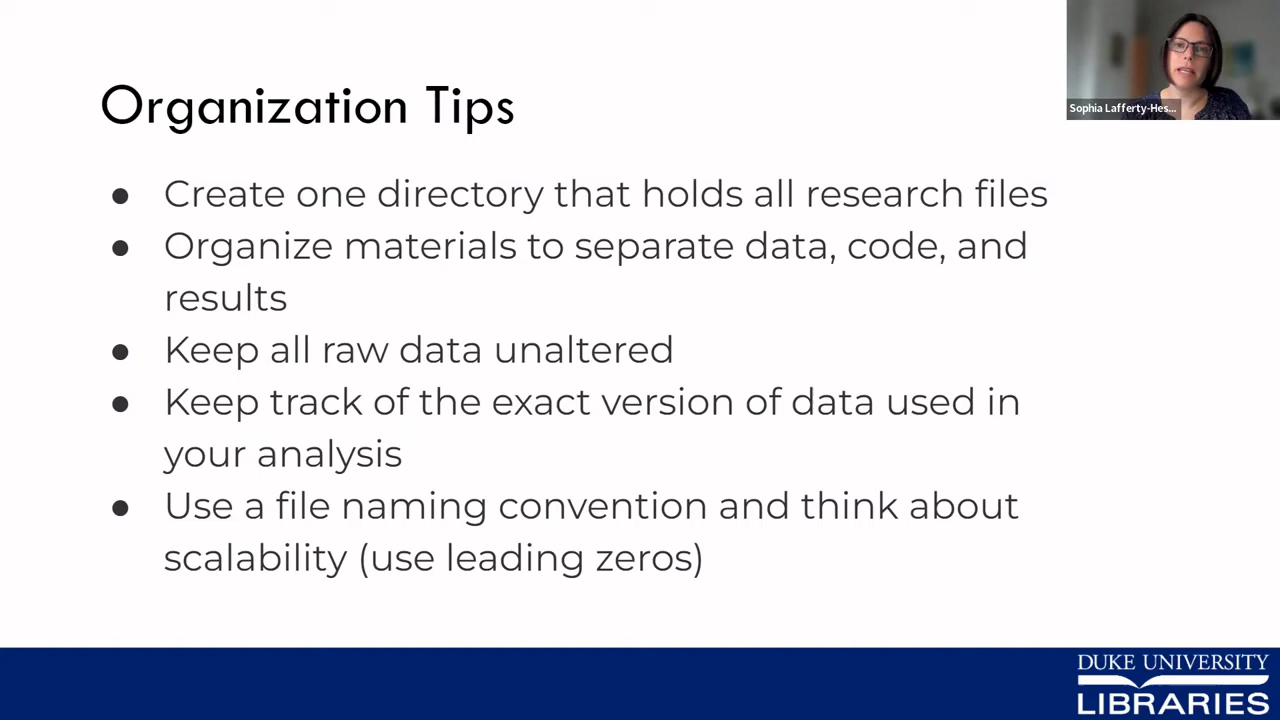 Organization Tips
Sophia Lafferty-Hes...
● Create one directory that holds all research files
● Organize materials to separate data, code, and
results
● Keep all raw data unaltered
● Keep track of the exact version of data used in
your analysis
● Use a file naming convention and think about
scalability (use leading zeros)
DUKE UNIVERSITY
LIBRARIES